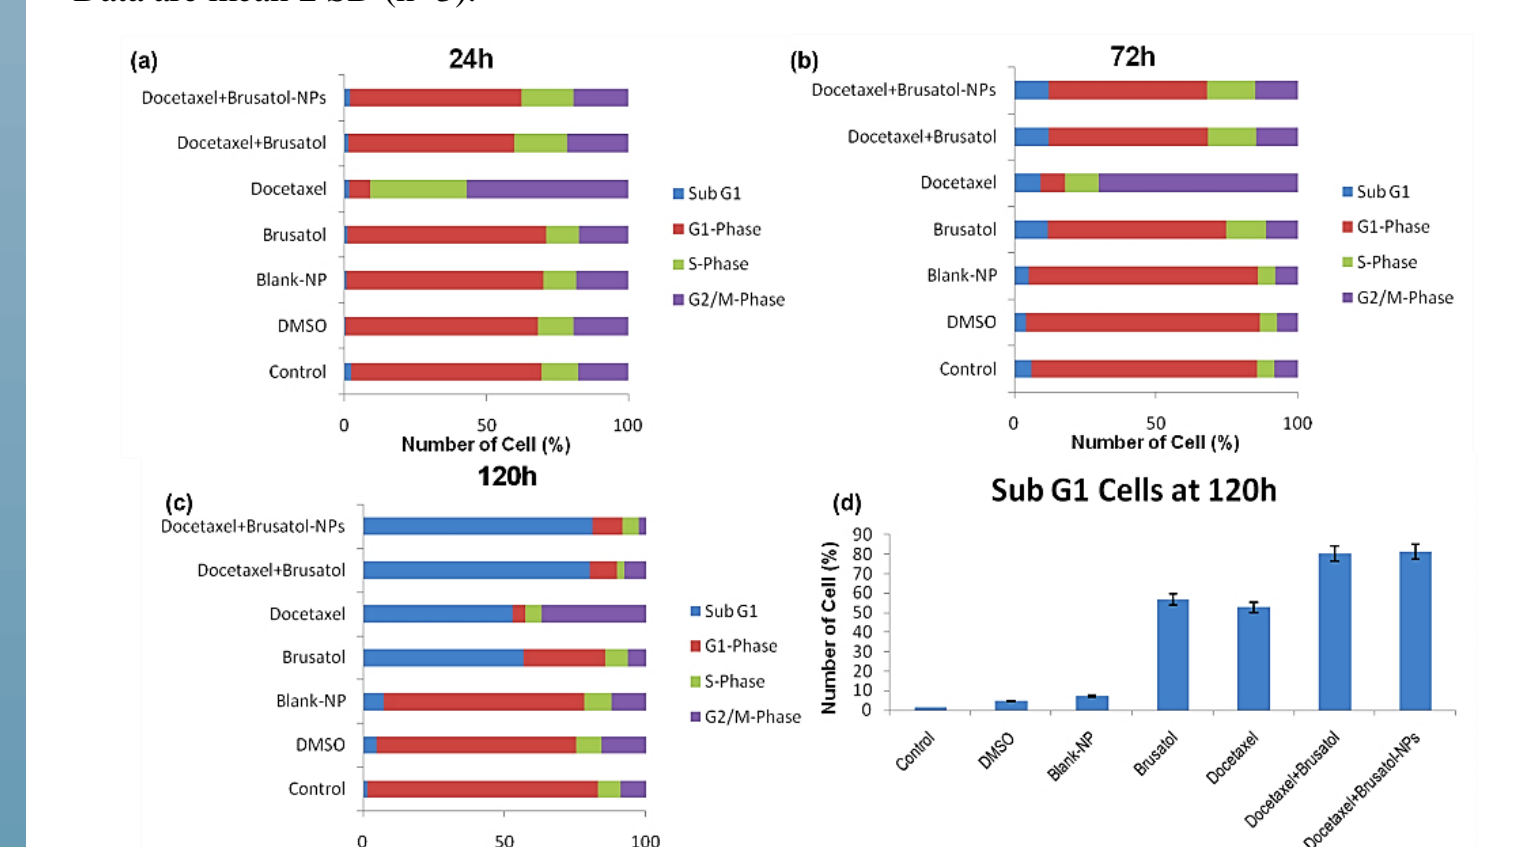 Data are mean ± SD (n=3).
(a)
24h
Docetaxel+Brusatol-NPs
Docetaxel+Brusatol
Docetaxel
Brusatol
Blank-NP
DMSO
Control
0 50 100
Number of Cell (%)
Sub G1
G1-Phase
S-Phase
G2/M-Phase
(b)
72h
Docetaxel+Brusatol-NPs
Docetaxel+Brusatol
Docetaxel
Brusatol
Blank-NP
DMSO
Control
0 50 100
Number of Cell (%)
Sub G1
G1-Phase
S-Phase
G2/M-Phase
(c)
120h
Docetaxel+Brusatol-NPs
Docetaxel+Brusatol
Docetaxel
Brusatol
Blank-NP
DMSO
Control
0 50 100
Sub G1
G1-Phase
S-Phase
G2/M-Phase
(d)
Sub G1 Cells at 120h
Number of Cell (%)
90
80
70
60
50
40
30
20
10
0
Control
DMSO
Blank-NP
Brusatol
Docetaxel
Docetaxel+Brusatol
Docetaxel+Brusatol-NPs